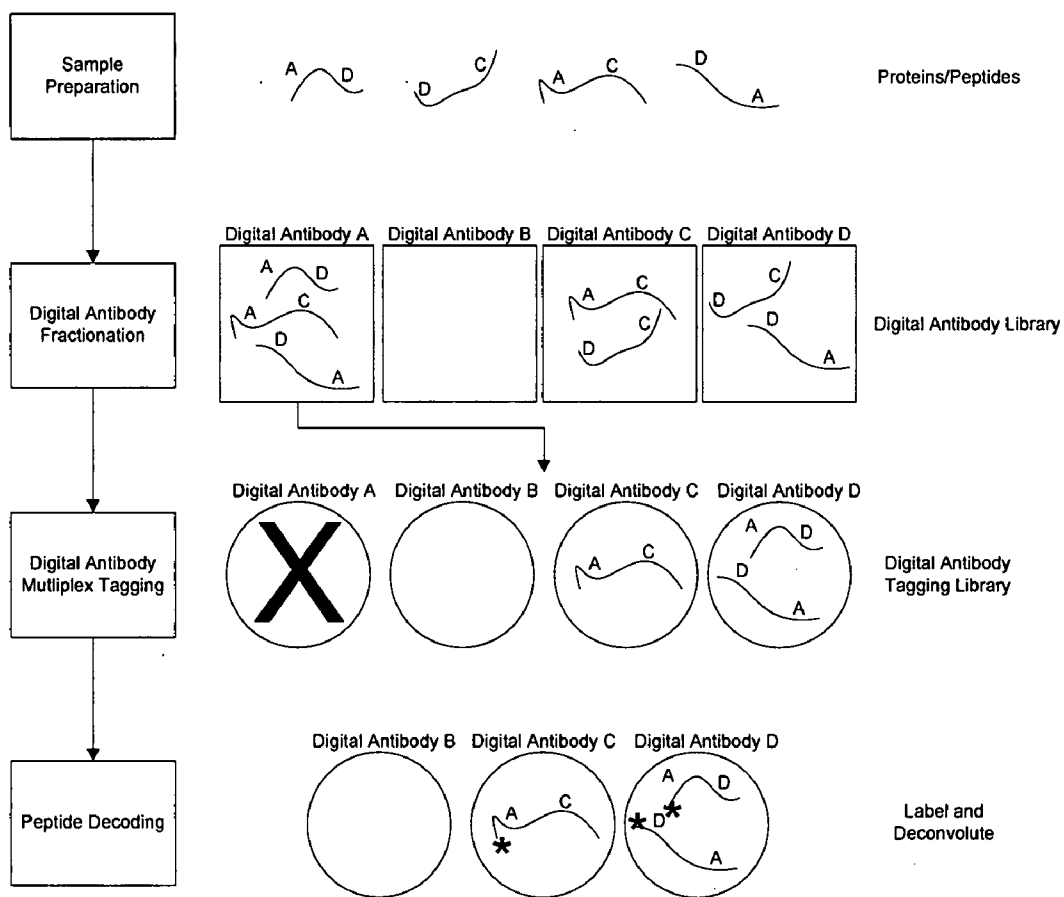 Sample
Preparation
A D
D C
A C
D A
Proteins/Peptides
Digital Antibody A
Digital Antibody B
Digital Antibody C
Digital Antibody D
Digital Antibody
Fractionation
A D
A C
D
A
A C
C
D
C
D
D
A
Digital Antibody Library
Digital Antibody A
Digital Antibody B
Digital Antibody C
Digital Antibody D
Digital Antibody
Mutliplex Tagging
X
A C
A D
D
A
Digital Antibody
Tagging Library
Digital Antibody B
Digital Antibody C
Digital Antibody D
Peptide Decoding
A C
*
A D
*
* D
A
Label and
Deconvolute